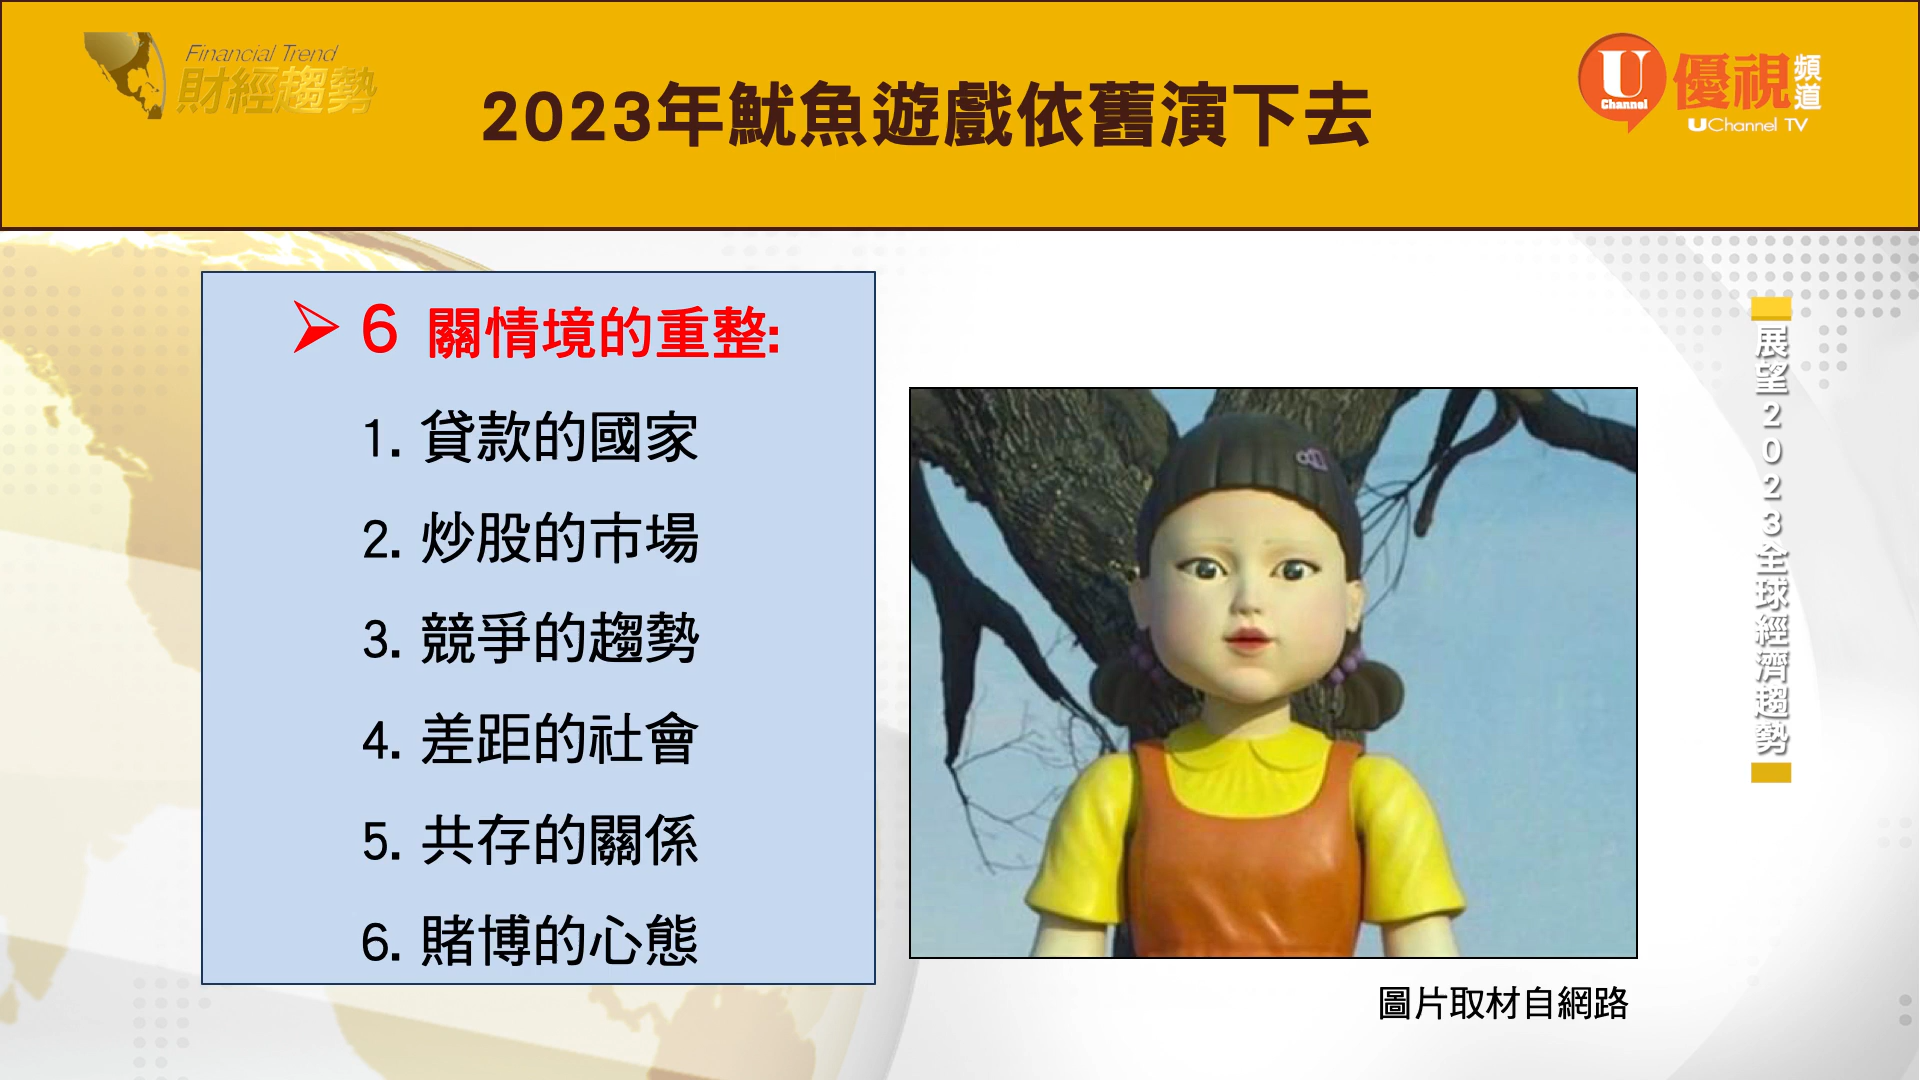 Financial Trend
財經趨勢
2023年魷魚遊戲依舊演下去
U
Channel
優視
頻道
UChannel TV
➢ 6 關情境的重整:
1. 貸款的國家
2. 炒股的市場
3. 競爭的趨勢
4. 差距的社會
5. 共存的關係
6. 賭博的心態
展望2023全球經濟趨勢
圖片取材自網路